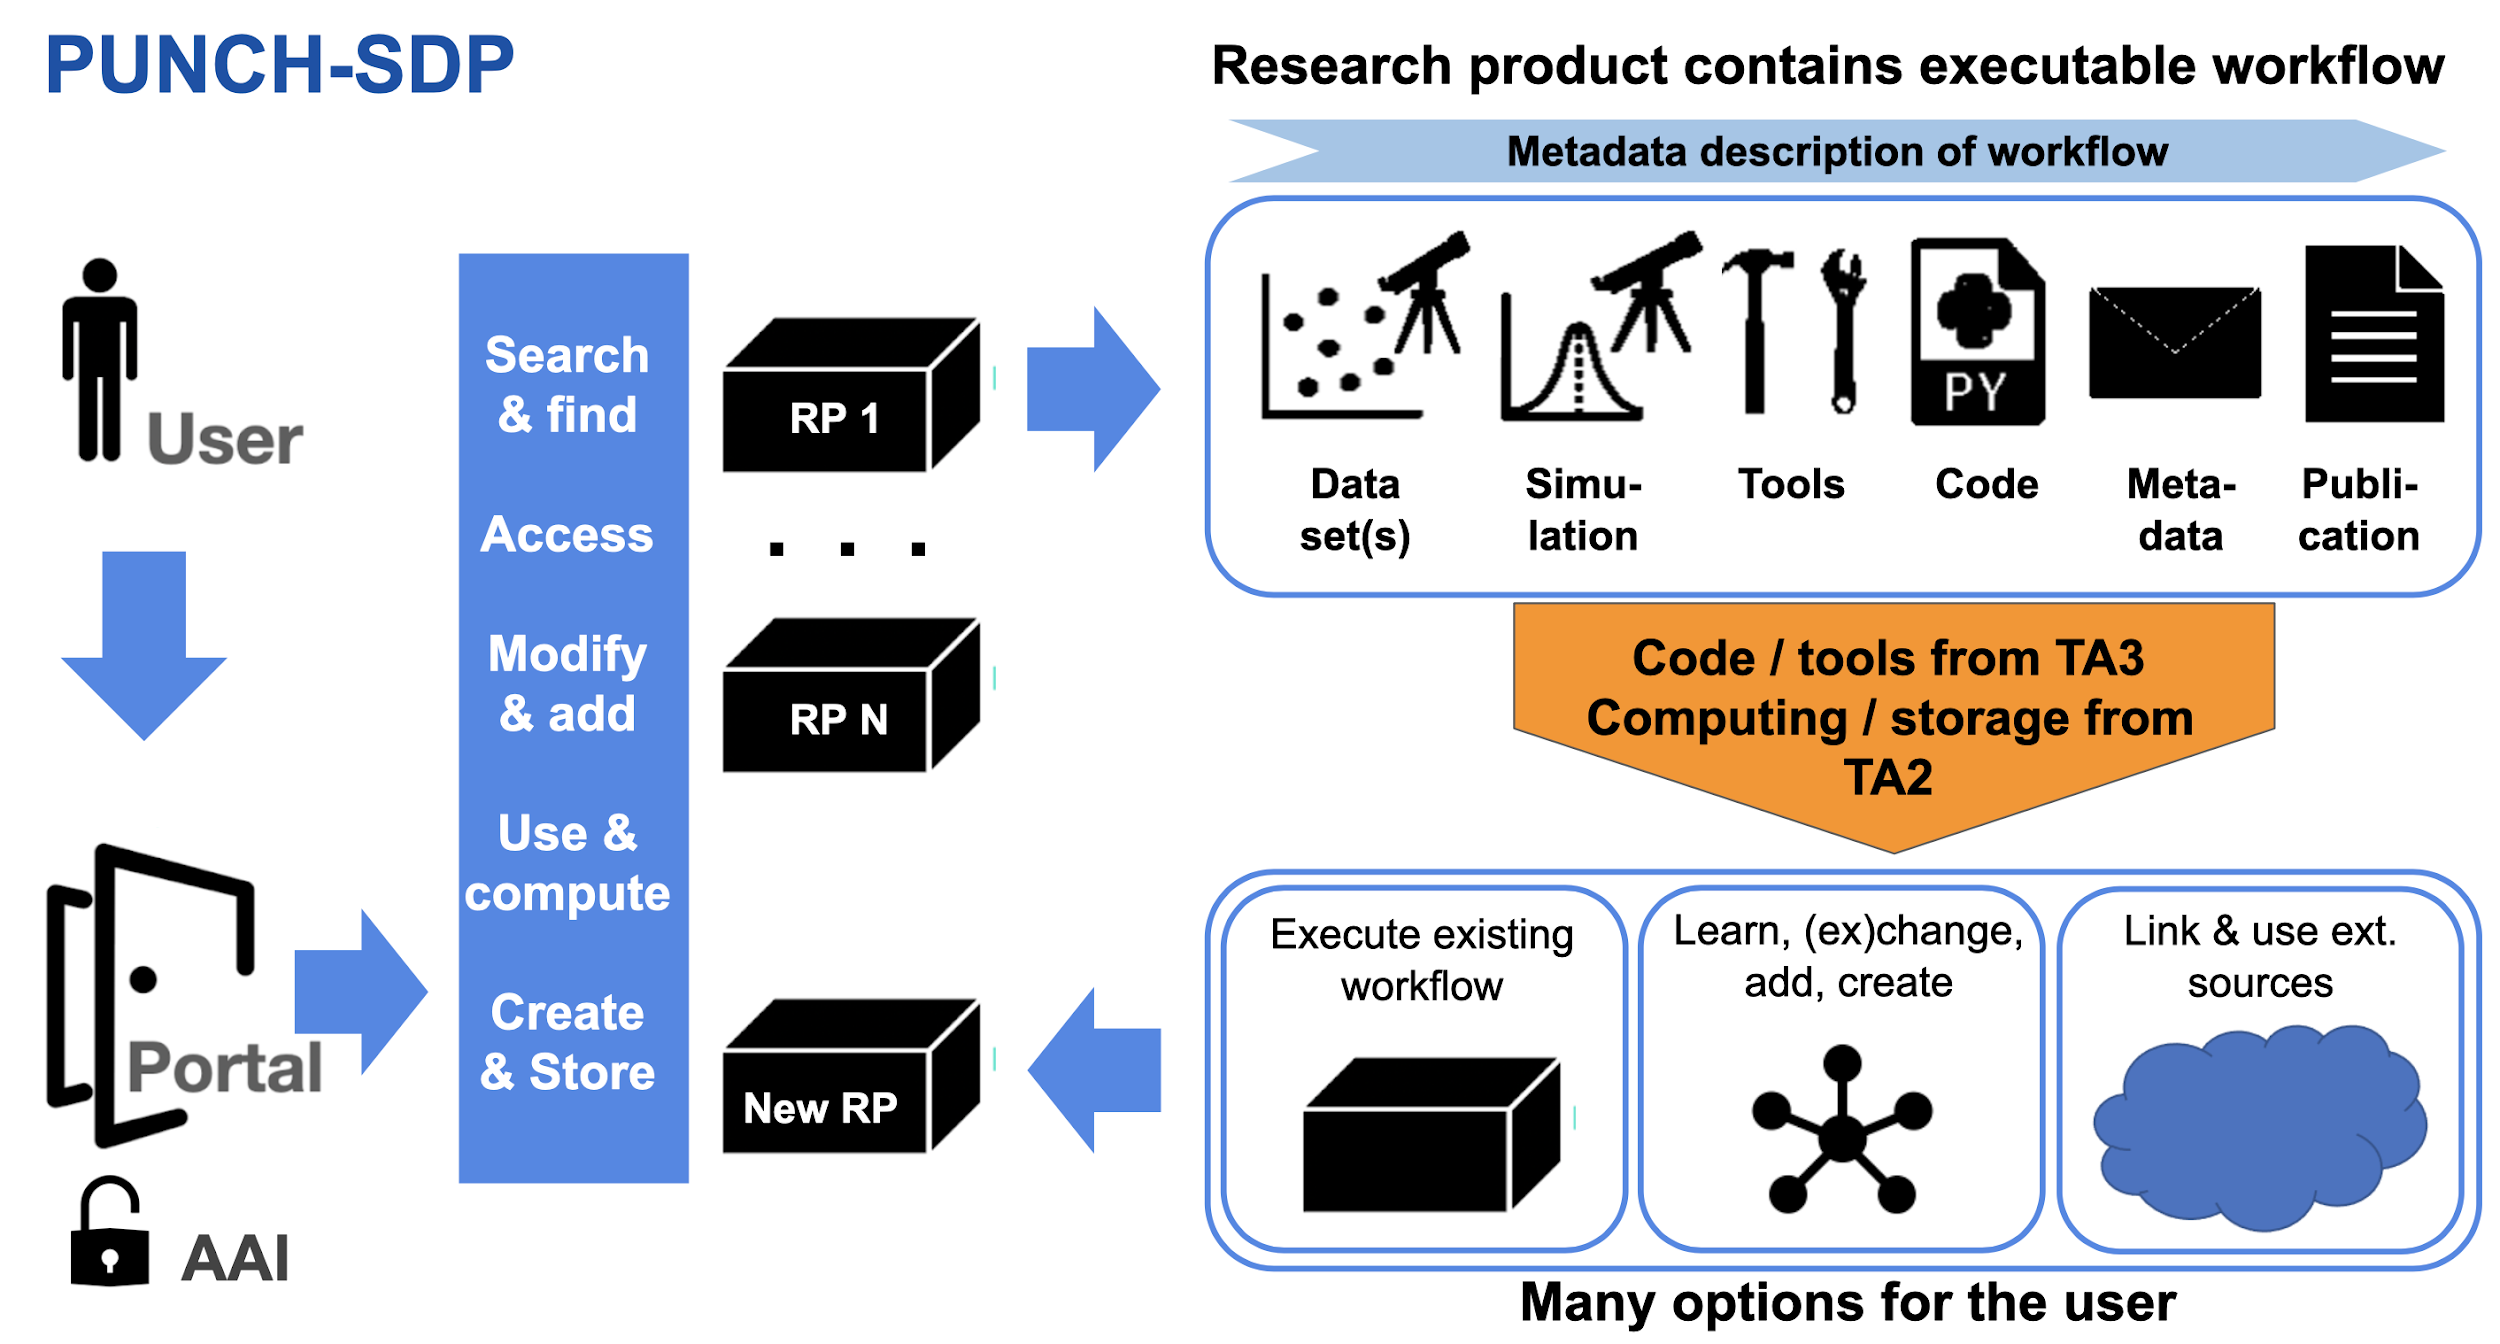 PUNCH-SDP
Research product contains executable workflow
Metadata description of workflow
User
Portal
AAI
Search
& find
Access
Modify
& add
Use &
compute
Create
& Store
RP 1
. . .
RP N
New RP
PY
Data
set(s)
Simu-
lation
Tools
Code
Meta-
data
Publi-
cation
Code / tools from TA3
Computing / storage from
TA2
Execute existing
workflow
Learn, (ex)change,
add, create
Link & use ext.
sources
Many options for the user